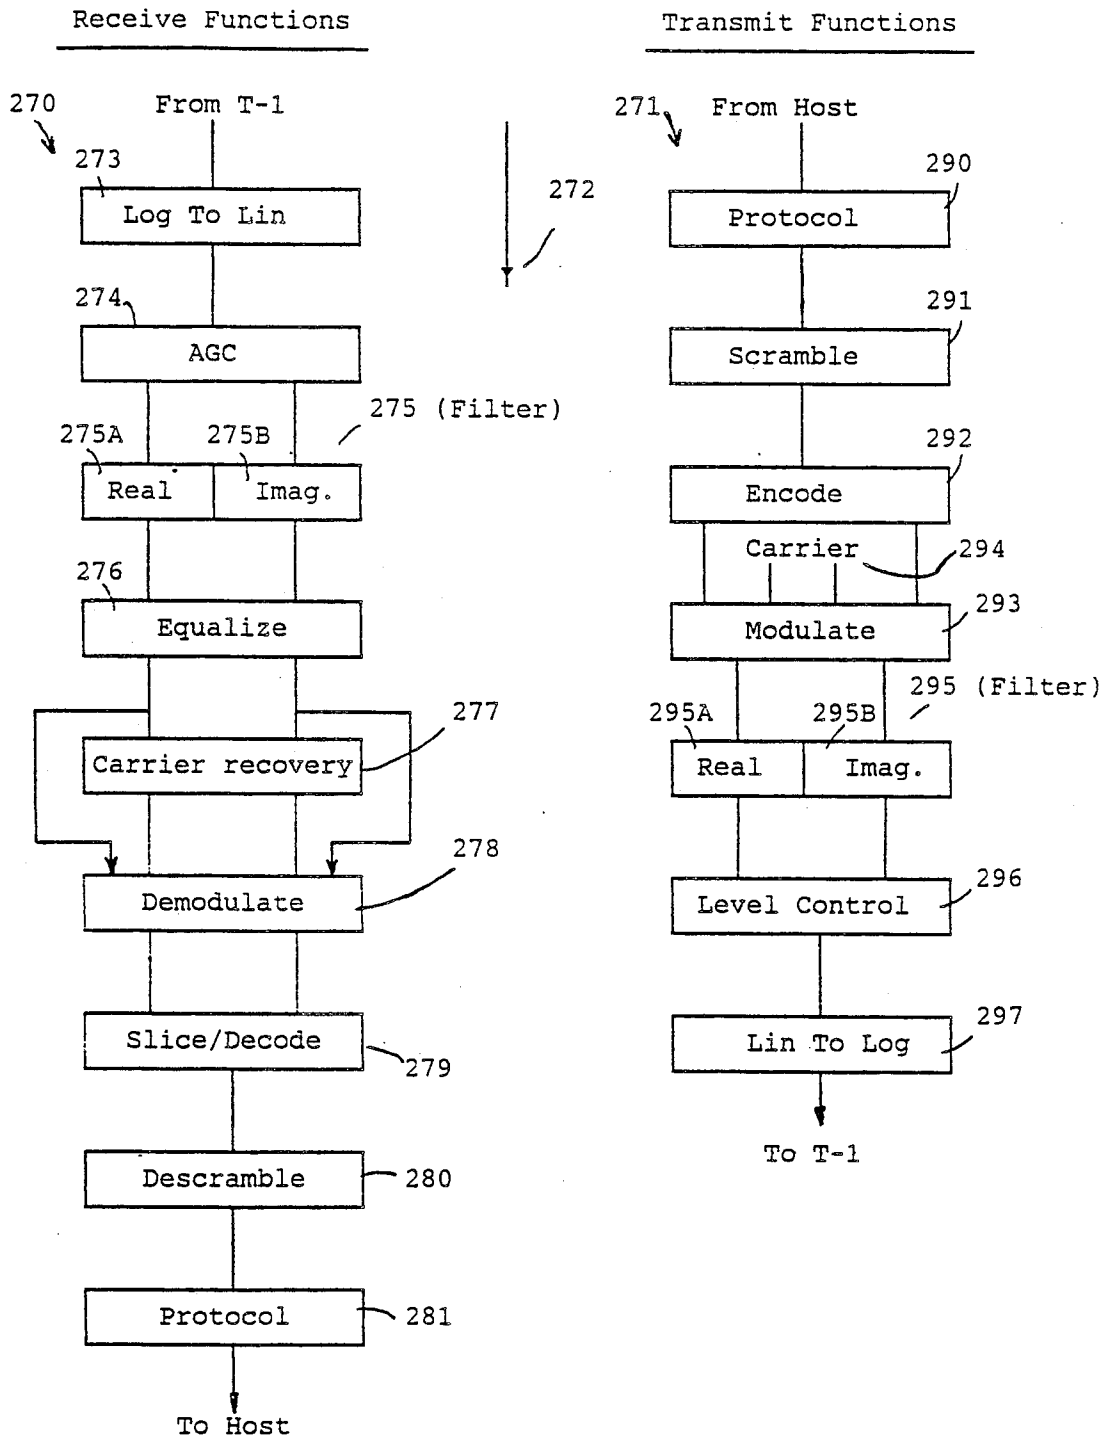 Receive Functions
270
From T-1
273
Log To Lin
274
AGC
275 (Filter)
275A
275B
Real
Imag.
276
Equalize
277
Carrier recovery
278
Demodulate
Slice/Decode
279
Descramble
280
Protocol
281
To Host
272
Transmit Functions
271
From Host
290
Protocol
291
Scramble
292
Encode
Carrier
294
293
Modulate
295 (Filter)
295A
295B
Real
Imag.
296
Level Control
297
Lin To Log
To T-1